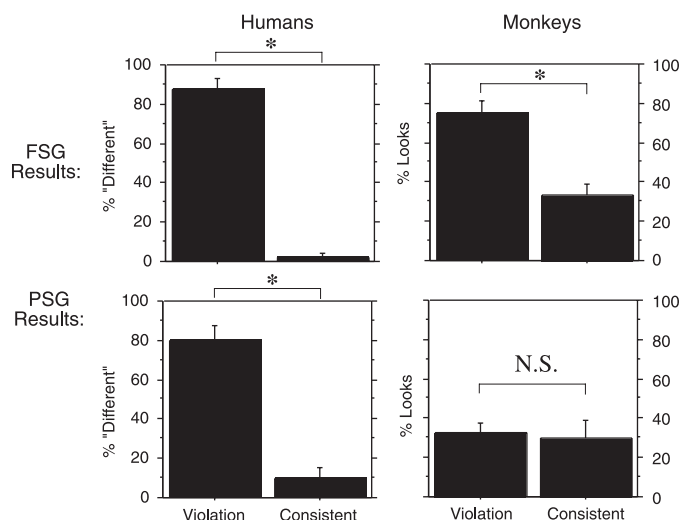 Humans
Monkeys
*
*
FSG
Results:
% "Different"
100
80
60
40
20
0
% Looks
100
80
60
40
20
0
PSG
Results:
*
N.S.
% "Different"
100
80
60
40
20
0
% Looks
100
80
60
40
20
0
Violation Consistent
Violation Consistent